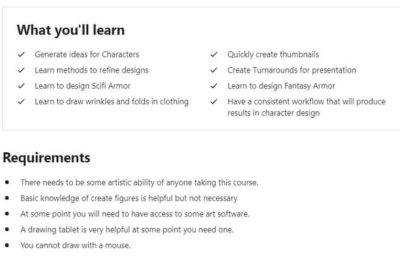 What you'll learn
Generate ideas for Characters
Learn methods to refine designs
Learn to design Scifi Armor
Learn to draw wrinkles and folds in clothing
Quickly create thumbnails
Create Turnarounds for presentation
Learn to design Fantasy Armor
Have a consistent workflow that will produce
results in character design
Requirements
There needs to be some artistic ability of anyone taking this course.
Basic knowledge of create figures is helpful but not necessary
At some point you will need to have access to some art software.
A drawing tablet is very helpful at some point you need one.
You cannot draw with a mouse.